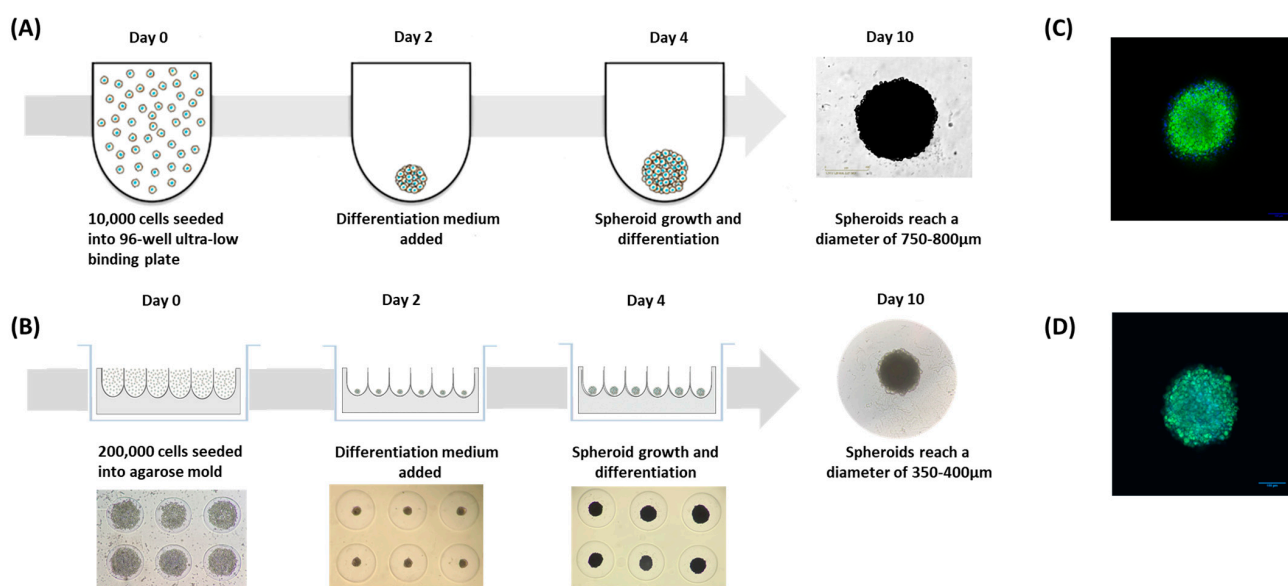 (A)
Day 0
Day 2
Day 4
Day 10
(C)
10,000 cells seeded
into 96-well ultra-low
binding plate
Differentiation medium
added
Spheroid growth and
differentiation
Spheroids reach a
diameter of 750-800µm
(B)
Day 0
Day 2
Day 4
Day 10
(D)
200,000 cells seeded
into agarose mold
Differentiation medium
added
Spheroid growth and
differentiation
Spheroids reach a
diameter of 350-400µm